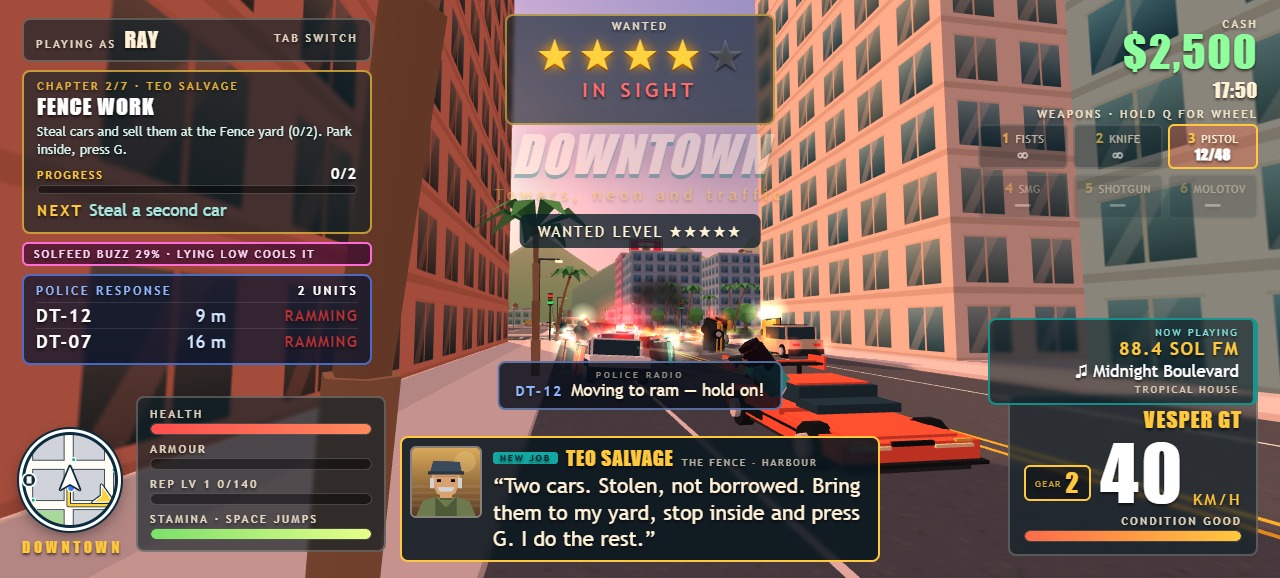 PLAYING AS RAY TAB SWITCH
CHAPTER 2/7 · TEO SALVAGE
FENCE WORK
Steal cars and sell them at the Fence yard (0/2). Park
inside, press G.
PROGRESS 0/2
NEXT Steal a second car
SOLFEED BUZZ 29% · LYING LOW COOLS IT
POLICE RESPONSE 2 UNITS
DT-12 9 m RAMMING
DT-07 16 m RAMMING
HEALTH
ARMOUR
REP LV 1 0/140
STAMINA · SPACE JUMPS
DOWNTOWN
WANTED
★★★★★
IN SIGHT
DOWNTOWN
Towers, neon and traffic
WANTED LEVEL ★★★★★
POLICE RADIO
DT-12 Moving to ram — hold on!
NEW JOB TEO SALVAGE THE FENCE · HARBOUR
“Two cars. Stolen, not borrowed. Bring
them to my yard, stop inside and press
G. I do the rest.”
CASH
$2,500
17:50
WEAPONS · HOLD Q FOR WHEEL
1 FISTS 2 KNIFE 3 PISTOL
∞ ∞ 12/48
4 SMG 5 SHOTGUN 6 MOLOTOV
— — —
NOW PLAYING
88.4 SOL FM
♫ Midnight Boulevard
TROPICAL HOUSE
VESPER GT
GEAR 2 40 KM/H
CONDITION GOOD